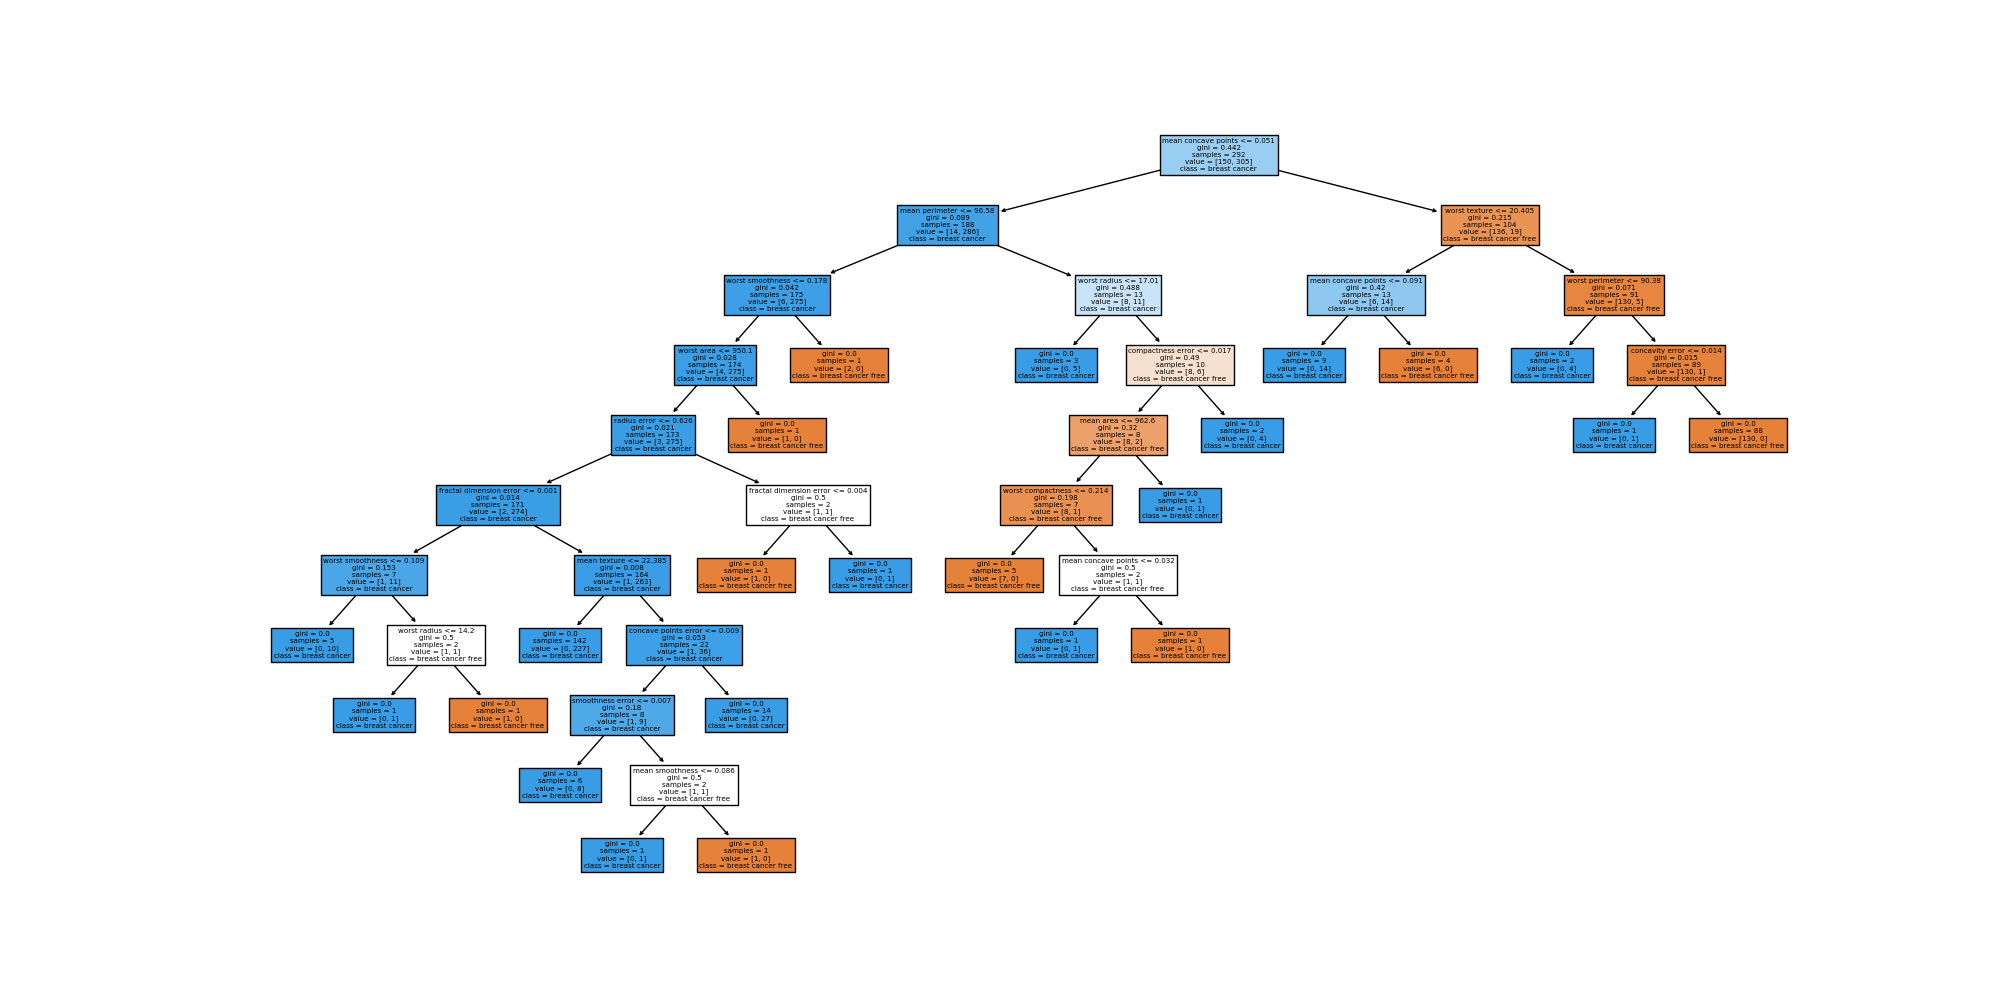 mean concave points <= 0.051
gini = 0.442
samples = 292
value = [150, 305]
class = breast cancer
mean perimeter <= 96.58
gini = 0.089
samples = 188
value = [14, 286]
class = breast cancer
worst texture <= 20.405
gini = 0.215
samples = 104
value = [136, 19]
class = breast cancer free
worst smoothness <= 0.178
gini = 0.042
samples = 175
value = [6, 275]
class = breast cancer
worst radius <= 17.01
gini = 0.488
samples = 13
value = [8, 11]
class = breast cancer
mean concave points <= 0.091
gini = 0.42
samples = 13
value = [6, 14]
class = breast cancer
worst perimeter <= 90.38
gini = 0.071
samples = 91
value = [130, 5]
class = breast cancer free
worst area <= 950.1
gini = 0.028
samples = 174
value = [4, 275]
class = breast cancer
gini = 0.0
samples = 1
value = [2, 0]
class = breast cancer free
gini = 0.0
samples = 3
value = [0, 5]
class = breast cancer
compactness error <= 0.017
gini = 0.49
samples = 10
value = [8, 6]
class = breast cancer free
gini = 0.0
samples = 9
value = [0, 14]
class = breast cancer
gini = 0.0
samples = 4
value = [6, 0]
class = breast cancer free
gini = 0.0
samples = 2
value = [0, 4]
class = breast cancer
concavity error <= 0.014
gini = 0.015
samples = 89
value = [130, 1]
class = breast cancer free
radius error <= 0.626
gini = 0.021
samples = 173
value = [3, 275]
class = breast cancer
gini = 0.0
samples = 1
value = [1, 0]
class = breast cancer free
mean area <= 962.6
gini = 0.32
samples = 8
value = [8, 2]
class = breast cancer free
gini = 0.0
samples = 2
value = [0, 4]
class = breast cancer
gini = 0.0
samples = 1
value = [0, 1]
class = breast cancer
gini = 0.0
samples = 88
value = [130, 0]
class = breast cancer free
fractal dimension error <= 0.001
gini = 0.014
samples = 171
value = [2, 274]
class = breast cancer
fractal dimension error <= 0.004
gini = 0.5
samples = 2
value = [1, 1]
class = breast cancer free
worst compactness <= 0.214
gini = 0.198
samples = 7
value = [8, 1]
class = breast cancer free
gini = 0.0
samples = 1
value = [0, 1]
class = breast cancer
worst smoothness <= 0.109
gini = 0.153
samples = 7
value = [1, 11]
class = breast cancer
mean texture <= 22.385
gini = 0.008
samples = 164
value = [1, 263]
class = breast cancer
gini = 0.0
samples = 1
value = [1, 0]
class = breast cancer free
gini = 0.0
samples = 1
value = [0, 1]
class = breast cancer
gini = 0.0
samples = 5
value = [7, 0]
class = breast cancer free
mean concave points <= 0.032
gini = 0.5
samples = 2
value = [1, 1]
class = breast cancer free
gini = 0.0
samples = 5
value = [0, 10]
class = breast cancer
worst radius <= 14.2
gini = 0.5
samples = 2
value = [1, 1]
class = breast cancer free
gini = 0.0
samples = 142
value = [0, 227]
class = breast cancer
concave points error <= 0.009
gini = 0.053
samples = 22
value = [1, 36]
class = breast cancer
gini = 0.0
samples = 1
value = [0, 1]
class = breast cancer
gini = 0.0
samples = 1
value = [1, 0]
class = breast cancer free
gini = 0.0
samples = 1
value = [0, 1]
class = breast cancer
gini = 0.0
samples = 1
value = [1, 0]
class = breast cancer free
smoothness error <= 0.007
gini = 0.18
samples = 8
value = [1, 9]
class = breast cancer
gini = 0.0
samples = 14
value = [0, 27]
class = breast cancer
gini = 0.0
samples = 6
value = [0, 8]
class = breast cancer
mean smoothness <= 0.086
gini = 0.5
samples = 2
value = [1, 1]
class = breast cancer free
gini = 0.0
samples = 1
value = [0, 1]
class = breast cancer
gini = 0.0
samples = 1
value = [1, 0]
class = breast cancer free